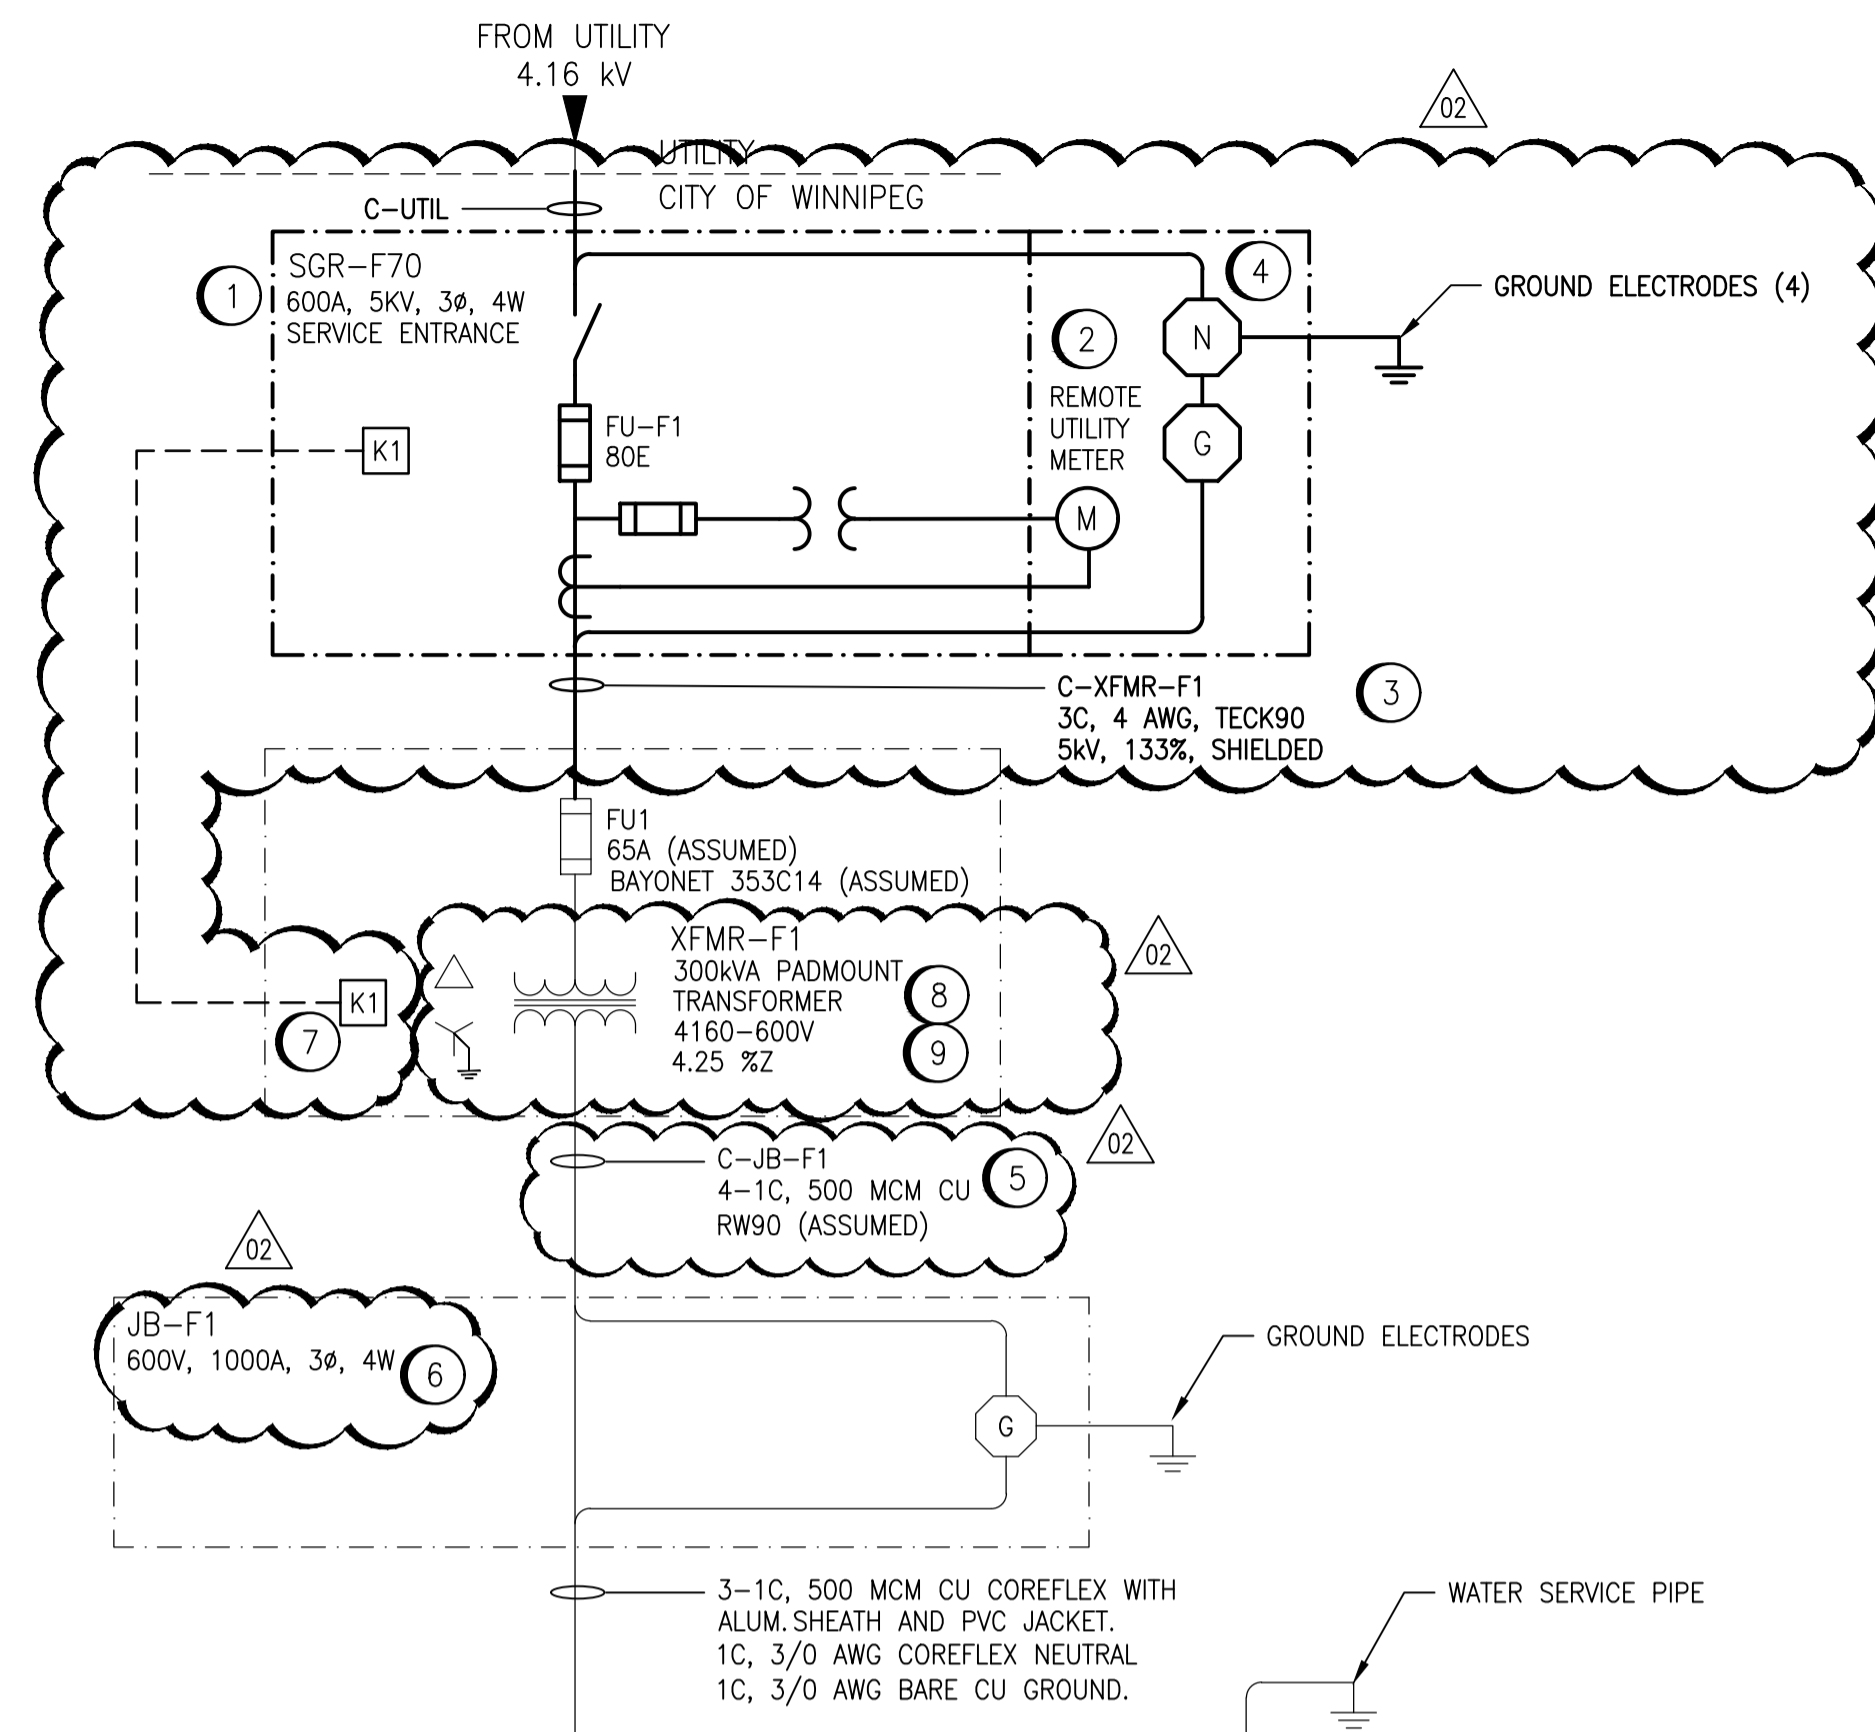 FROM UTILITY
4.16 kV
02
UTILITY
CITY OF WINNIPEG
C-UTIL
1
SGR-F70
600A, 5KV, 3ø, 4W
SERVICE ENTRANCE
4
GROUND ELECTRODES (4)
N
2
REMOTE
UTILITY
METER
G
K1
FU-F1
80E
M
C-XFMR-F1
3C, 4 AWG, TECK90
5kV, 133%, SHIELDED
3
FU1
65A (ASSUMED)
BAYONET 353C14 (ASSUMED)
XFMR-F1
300kVA PADMOUNT
TRANSFORMER
4160-600V
4.25 %Z
8
9
02
K1
7
02
C-JB-F1
4-1C, 500 MCM CU
RW90 (ASSUMED)
5
02
JB-F1
600V, 1000A, 3ø, 4W
6
GROUND ELECTRODES
G
3-1C, 500 MCM CU COREFLEX WITH
ALUM. SHEATH AND PVC JACKET.
1C, 3/0 AWG COREFLEX NEUTRAL
1C, 3/0 AWG BARE CU GROUND.
WATER SERVICE PIPE